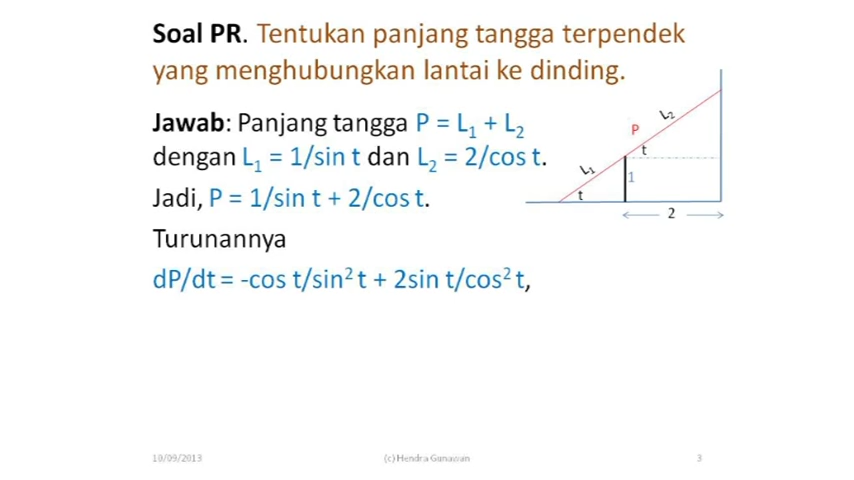 Soal PR. Tentukan panjang tangga terpendek
yang menghubungkan lantai ke dinding.
Jawab: Panjang tangga P = L₁ + L₂
dengan L₁ = 1/sin t dan L₂ = 2/cos t.
Jadi, P = 1/sin t + 2/cos t.
Turunannya
dP/dt = -cos t/sin² t + 2sin t/cos² t,
L₂
P
t
L₁
1
t
2
10/09/2013
(c) Hendra Gunawan
3